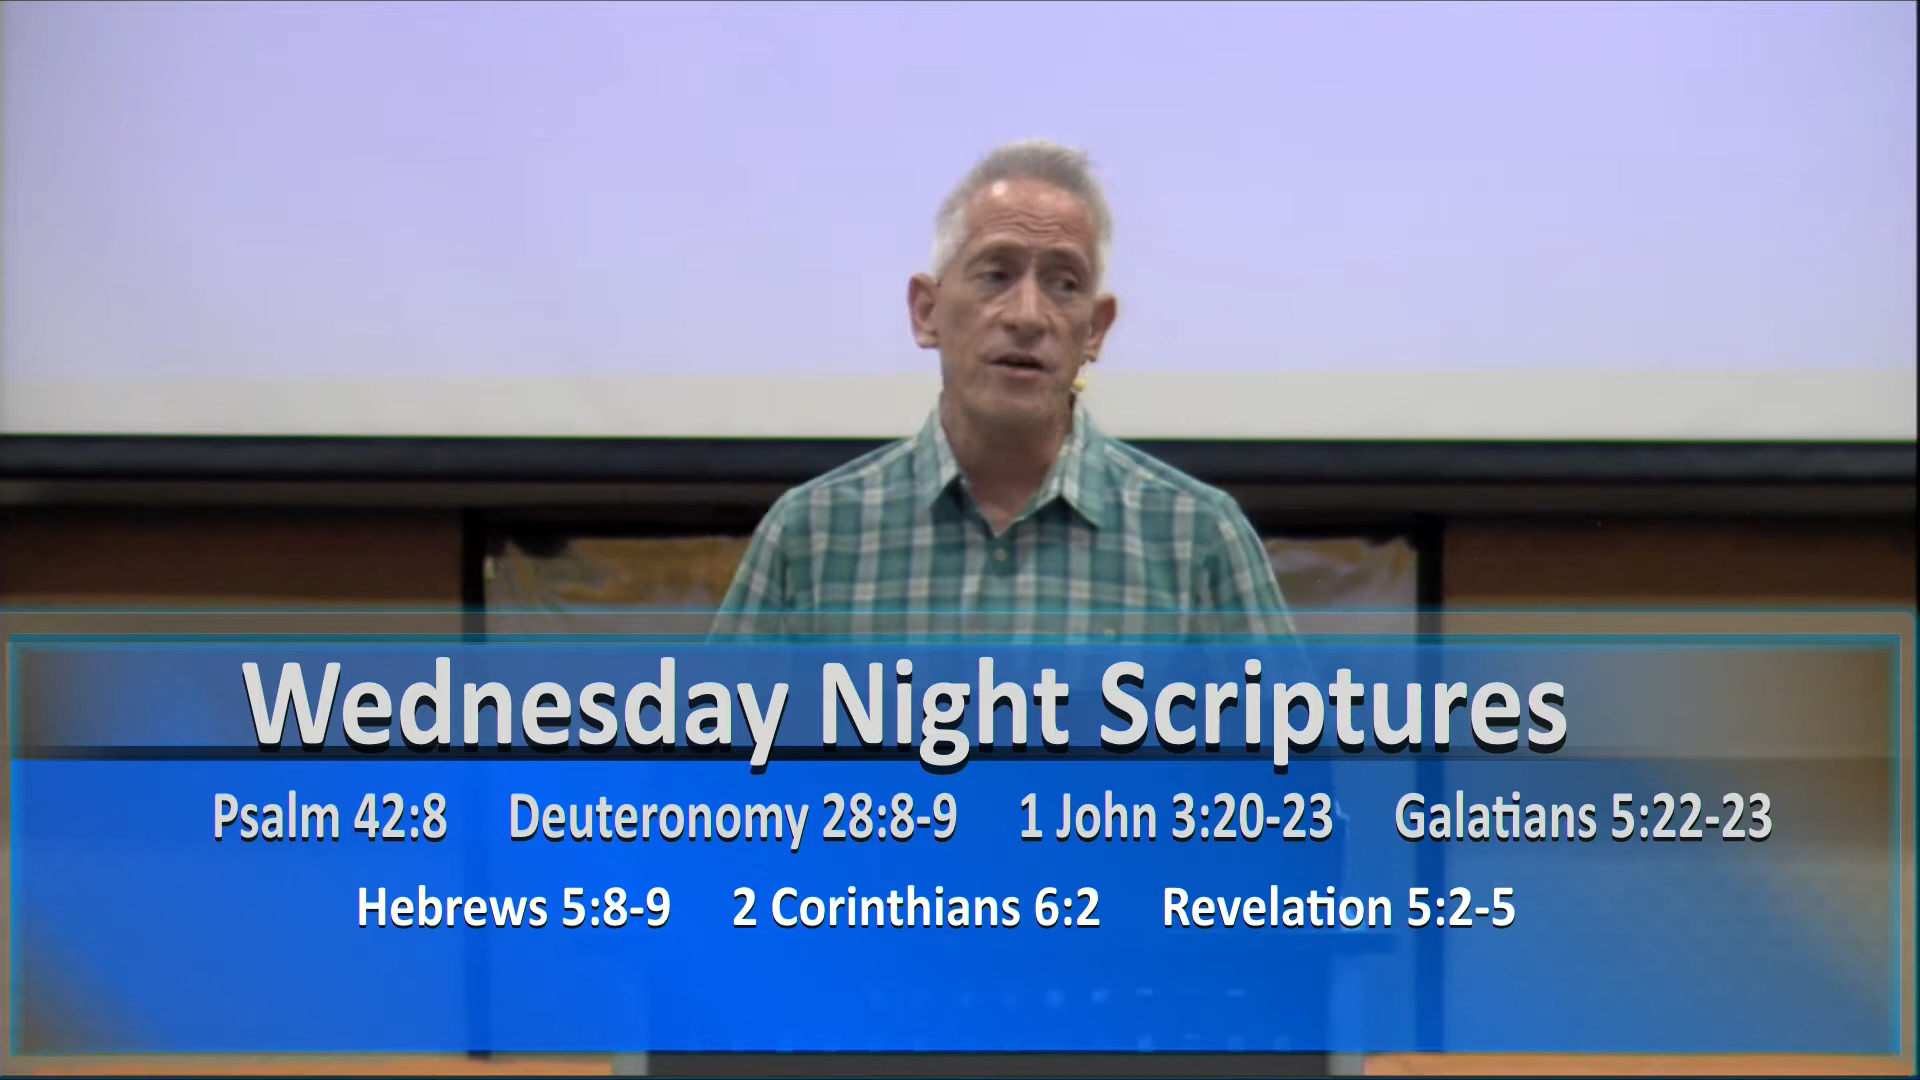 Wednesday Night Scriptures
Psalm 42:8 Deuteronomy 28:8-9 1 John 3:20-23 Galatians 5:22-23
Hebrews 5:8-9 2 Corinthians 6:2 Revelation 5:2-5